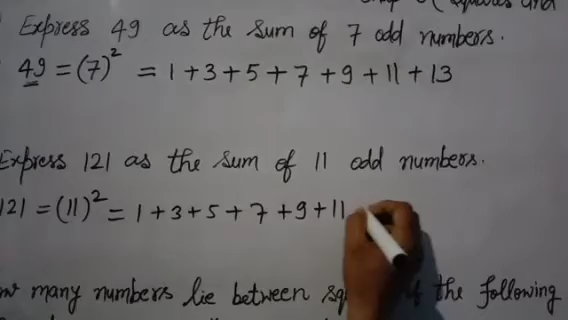 squares and
Express 49 as the sum of 7 odd numbers.
49 = (7)² = 1 + 3 + 5 + 7 + 9 + 11 + 13
Express 121 as the sum of 11 odd numbers.
121 = (11)² = 1 + 3 + 5 + 7 + 9 + 11
many numbers lie between the following